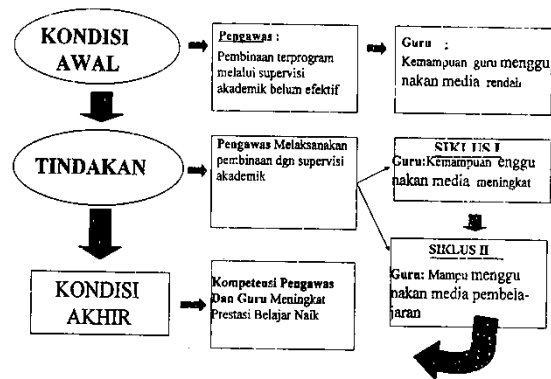 KONDISI
AWAL
Pengawas :
Pembinaan terprogram
melalui supervisi
akademik belum efektif
Guru :
Kemampuan guru menggu
nakan media rendah
TINDAKAN
Pengawas Melaksanakan
pembinaan dgn supervisi
akademik
SIKLUS I
Guru:Kemampuan enggu
nakan media meningkat
SIKLUS II
Guru: Mampu menggu
nakan media pembela-
jaran
KONDISI
AKHIR
Kompetensi Pengawas
Dan Guru Meningkat
Prestasi Belajar Naik